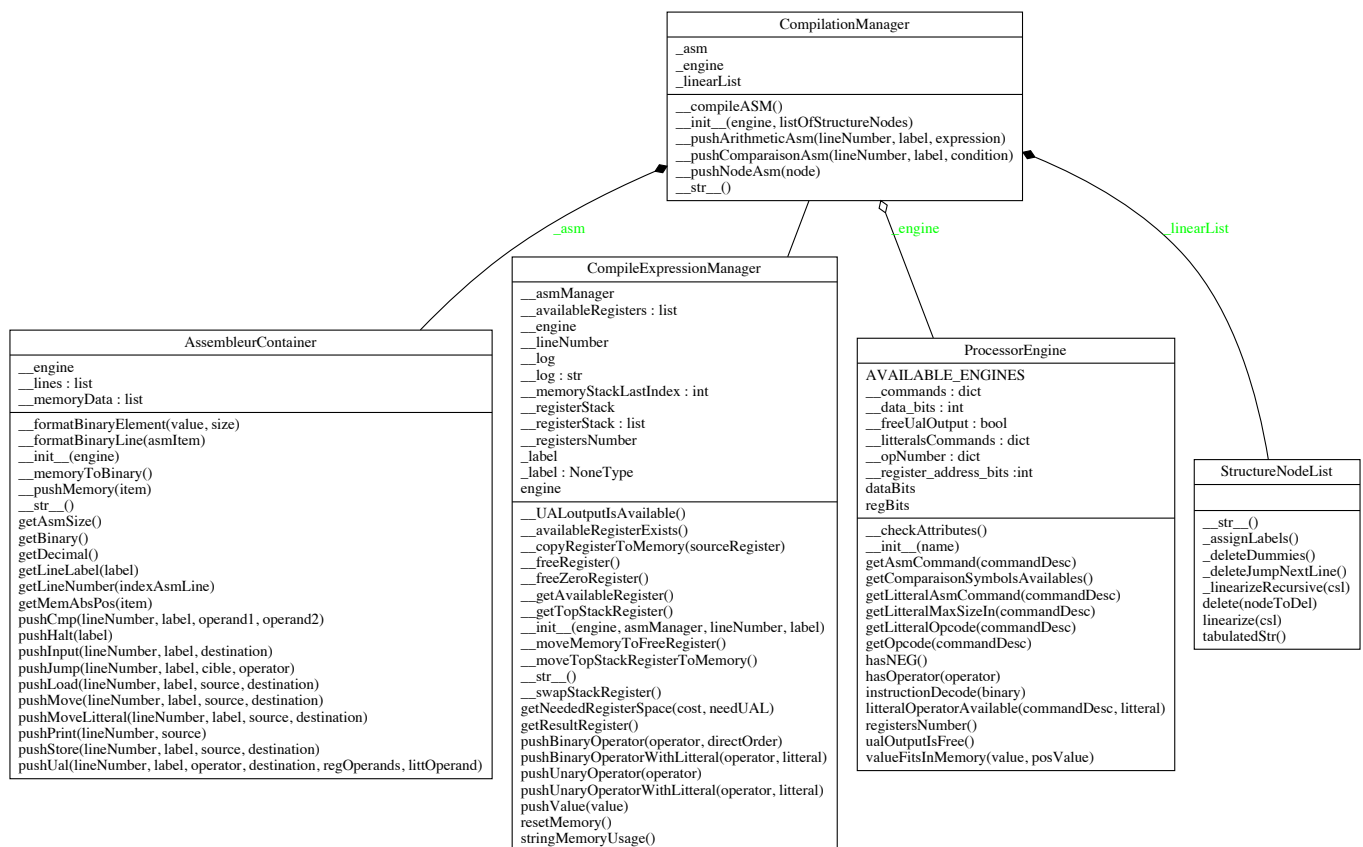 CompilationManager
_asm
_engine
_linearList
__compileASM()
__init__(engine, listOfStructureNodes)
__pushArithmeticAsm(lineNumber, label, expression)
__pushComparaisonAsm(lineNumber, label, condition)
__pushNodeAsm(node)
__str__()
_asm
_engine
_linearList
AssembleurContainer
__engine
__lines : list
__memoryData : list
__formatBinaryElement(value, size)
__formatBinaryLine(asmItem)
__init__(engine)
__memoryToBinary()
__pushMemory(item)
__str__()
getAsmSize()
getBinary()
getDecimal()
getLineLabel(label)
getLineNumber(indexAsmLine)
getMemAbsPos(item)
pushCmp(lineNumber, label, operand1, operand2)
pushHalt(label)
pushInput(lineNumber, label, destination)
pushJump(lineNumber, label, cible, operator)
pushLoad(lineNumber, label, source, destination)
pushMove(lineNumber, label, source, destination)
pushMoveLitteral(lineNumber, label, source, destination)
pushPrint(lineNumber, source)
pushStore(lineNumber, label, source, destination)
pushUal(lineNumber, label, operator, destination, regOperands, littOperand)
CompileExpressionManager
__asmManager
__availableRegisters : list
__engine
__lineNumber
__log
__log : str
__memoryStackLastIndex : int
__registerStack
__registerStack : list
__registersNumber
_label
_label : NoneType
engine
__UALoutputIsAvailable()
__availableRegisterExists()
__copyRegisterToMemory(sourceRegister)
__freeRegister()
__freeZeroRegister()
__getAvailableRegister()
__getTopStackRegister()
__init__(engine, asmManager, lineNumber, label)
__moveMemoryToFreeRegister()
__moveTopStackRegisterToMemory()
__str__()
__swapStackRegister()
getNeededRegisterSpace(cost, needUAL)
getResultRegister()
pushBinaryOperator(operator, directOrder)
pushBinaryOperatorWithLitteral(operator, litteral)
pushUnaryOperator(operator)
pushUnaryOperatorWithLitteral(operator, litteral)
pushValue(value)
resetMemory()
stringMemoryUsage()
ProcessorEngine
AVAILABLE_ENGINES
__commands : dict
__data_bits : int
__freeUalOutput : bool
__litteralsCommands : dict
__opNumber : dict
__register_address_bits :int
dataBits
regBits
__checkAttributes()
__init__(name)
getAsmCommand(commandDesc)
getComparaisonSymbolsAvailables()
getLitteralAsmCommand(commandDesc)
getLitteralMaxSizeIn(commandDesc)
getLitteralOpcode(commandDesc)
getOpcode(commandDesc)
hasNEG()
hasOperator(operator)
instructionDecode(binary)
litteralOperatorAvailable(commandDesc, litteral)
registersNumber()
ualOutputIsFree()
valueFitsInMemory(value, posValue)
StructureNodeList
__str__()
_assignLabels()
_deleteDummies()
_deleteJumpNextLine()
_linearizeRecursive(csl)
delete(nodeToDel)
linearize(csl)
tabulatedStr()